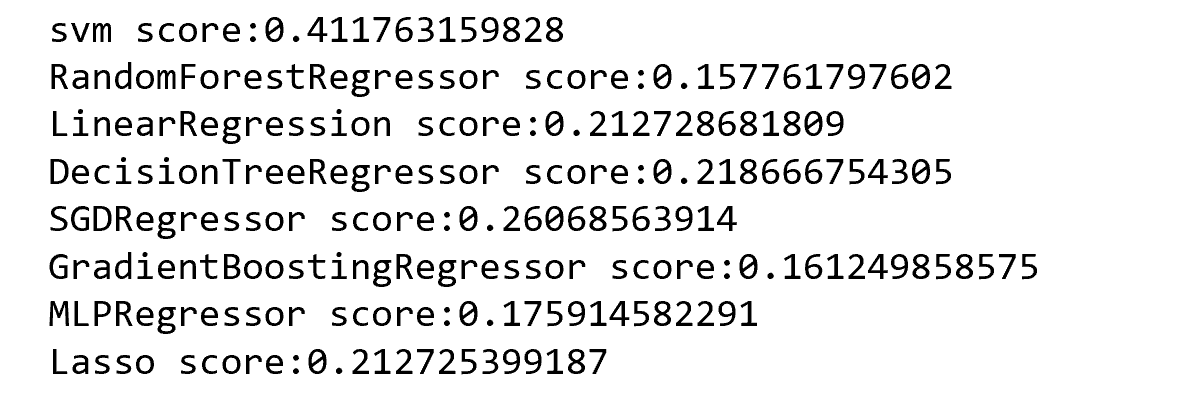 svm score:0.411763159828
RandomForestRegressor score:0.157761797602
LinearRegression score:0.212728681809
DecisionTreeRegressor score:0.218666754305
SGDRegressor score:0.26068563914
GradientBoostingRegressor score:0.161249858575
MLPRegressor score:0.175914582291
Lasso score:0.212725399187